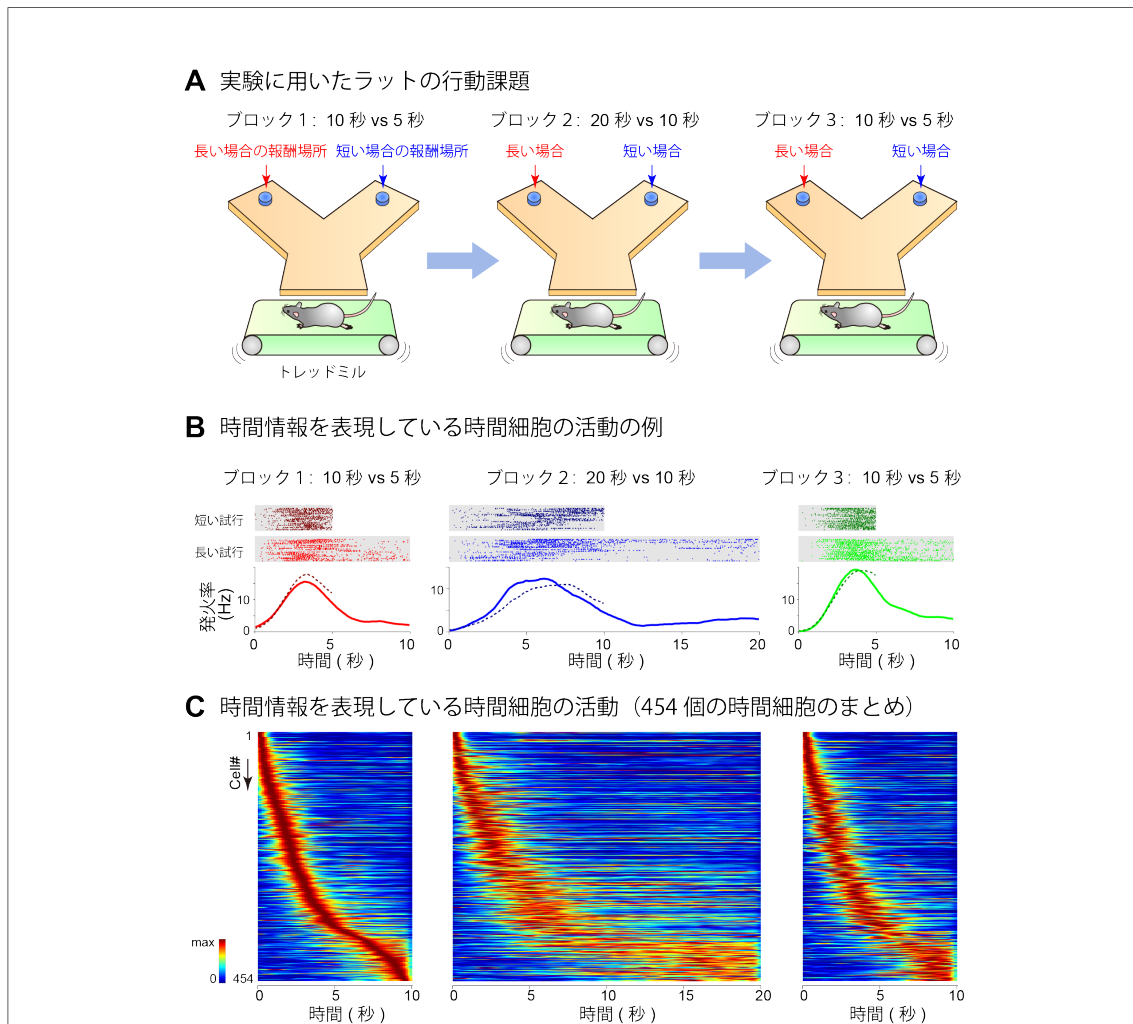 A 実験に用いたラットの行動課題
ブロック 1 : 10 秒 vs 5 秒
ブロック 2 : 20 秒 vs 10 秒
ブロック 3 : 10 秒 vs 5 秒
長い場合の報酬場所
短い場合の報酬場所
長い場合
短い場合
長い場合
短い場合
トレッドミル
B 時間情報を表現している時間細胞の活動の例
ブロック 1 : 10 秒 vs 5 秒
ブロック 2 : 20 秒 vs 10 秒
ブロック 3 : 10 秒 vs 5 秒
短い試行
長い試行
発火率
(Hz)
10
0
10
0
10
0
0 5 10
0 5 10 15 20
0 5 10
時間 ( 秒 )
時間 ( 秒 )
時間 ( 秒 )
C 時間情報を表現している時間細胞の活動（454 個の時間細胞のまとめ）
1
Cell#
max
0
454
0 5 10
0 5 10 15 20
0 5 10
時間 ( 秒 )
時間 ( 秒 )
時間 ( 秒 )